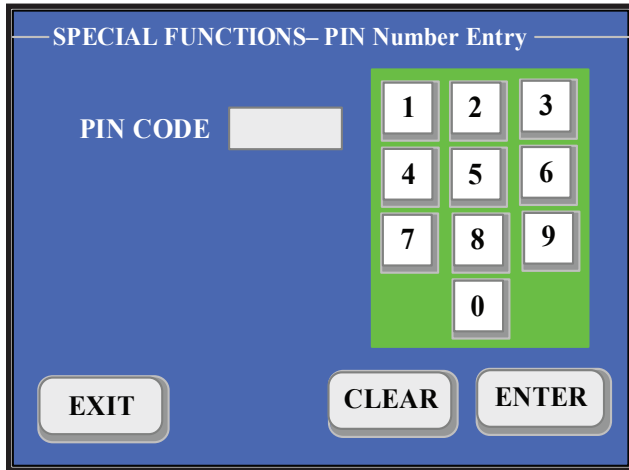 SPECIAL FUNCTIONS– PIN Number Entry
PIN CODE
1 2 3
4 5 6
7 8 9
0
EXIT CLEAR ENTER